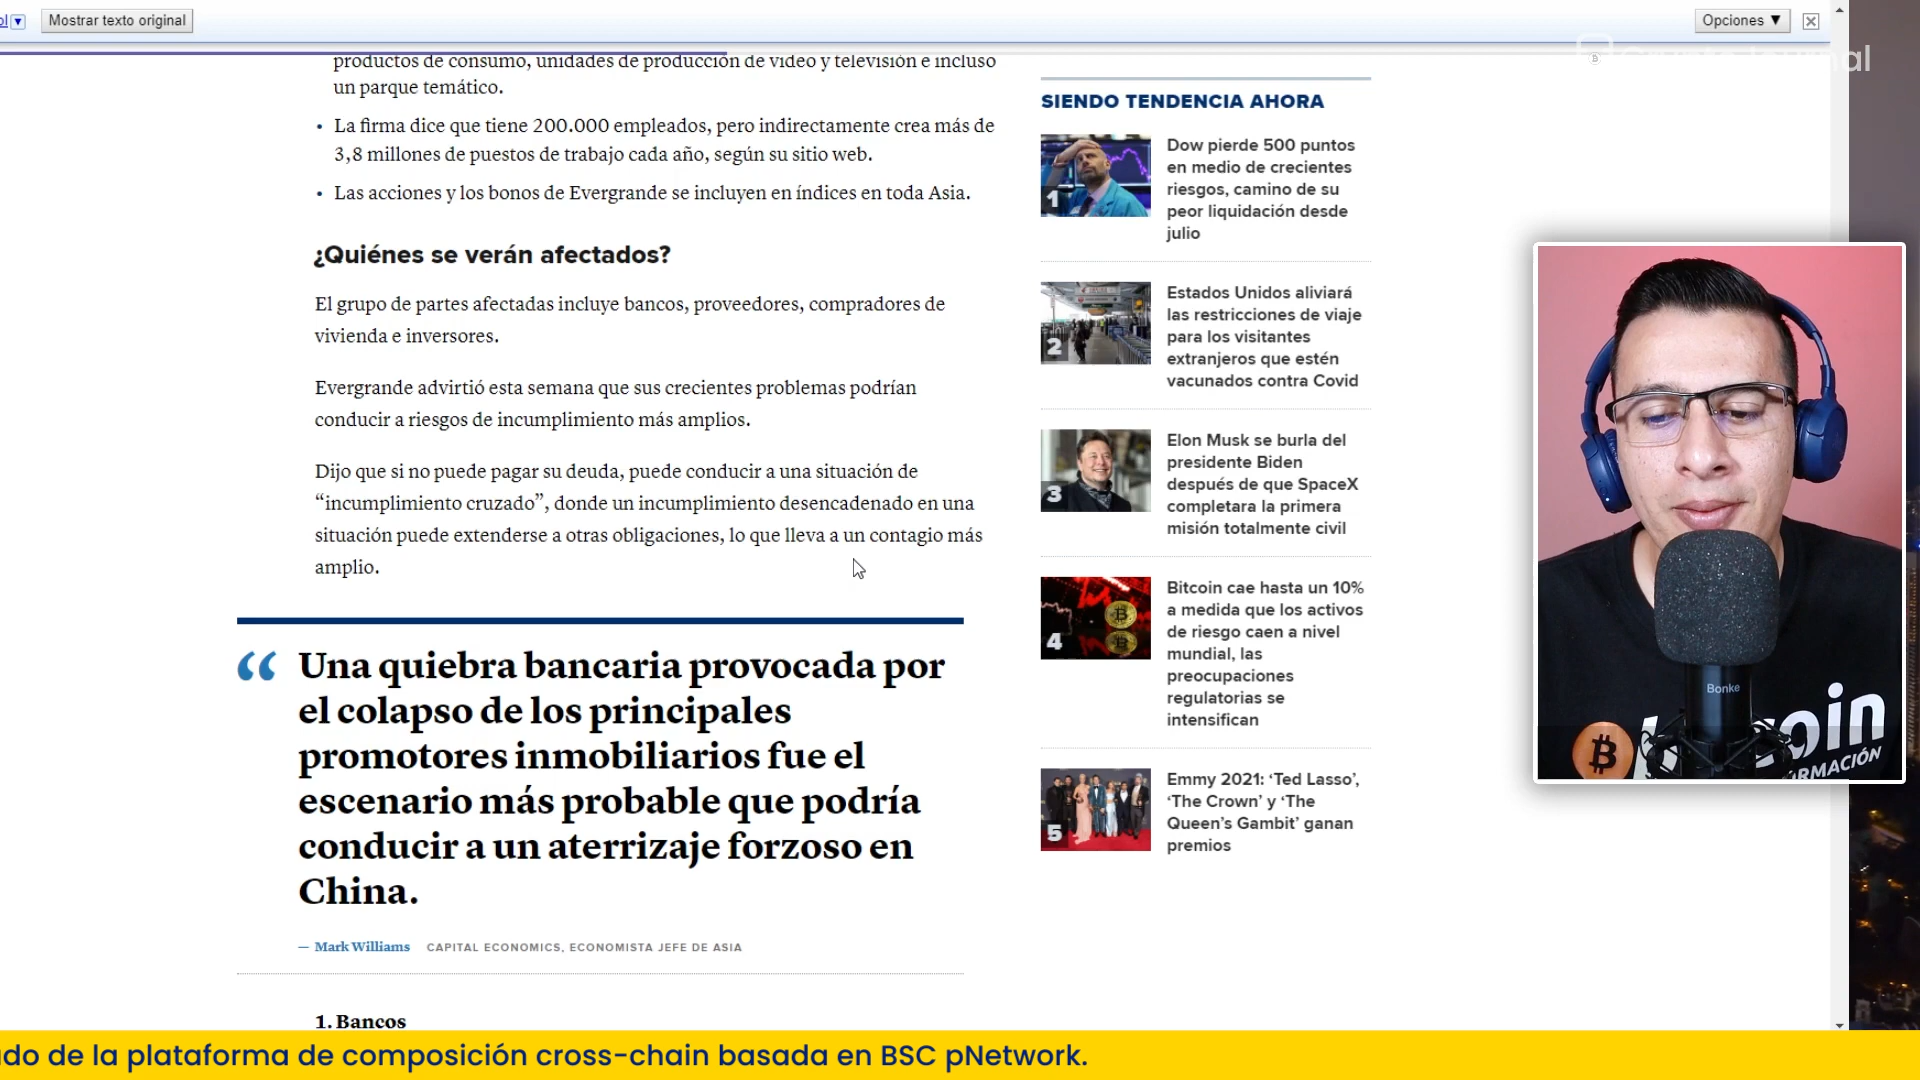 Mostrar texto original
Opciones ▼
productos de consumo, unidades de producción de video y televisión e incluso
un parque temático.
• La firma dice que tiene 200.000 empleados, pero indirectamente crea más de
3,8 millones de puestos de trabajo cada año, según su sitio web.
• Las acciones y los bonos de Evergrande se incluyen en índices en toda Asia.
¿Quiénes se verán afectados?
El grupo de partes afectadas incluye bancos, proveedores, compradores de
vivienda e inversores.
Evergrande advirtió esta semana que sus crecientes problemas podrían
conducir a riesgos de incumplimiento más amplios.
Dijo que si no puede pagar su deuda, puede conducir a una situación de
“incumplimiento cruzado”, donde un incumplimiento desencadenado en una
situación puede extenderse a otras obligaciones, lo que lleva a un contagio más
amplio.
“ Una quiebra bancaria provocada por
el colapso de los principales
promotores inmobiliarios fue el
escenario más probable que podría
conducir a un aterrizaje forzoso en
China.
— Mark Williams CAPITAL ECONOMICS, ECONOMISTA JEFE DE ASIA
1. Bancos
SIENDO TENDENCIA AHORA
1
Dow pierde 500 puntos
en medio de crecientes
riesgos, camino de su
peor liquidación desde
julio
2
Estados Unidos aliviará
las restricciones de viaje
para los visitantes
extranjeros que estén
vacunados contra Covid
3
Elon Musk se burla del
presidente Biden
después de que SpaceX
completara la primera
misión totalmente civil
4
Bitcoin cae hasta un 10%
a medida que los activos
de riesgo caen a nivel
mundial, las
preocupaciones
regulatorias se
intensifican
5
Emmy 2021: ‘Ted Lasso’,
‘The Crown’ y ‘The
Queen’s Gambit’ ganan
premios
Bonke
de la plataforma de composición cross-chain basada en BSC pNetwork.